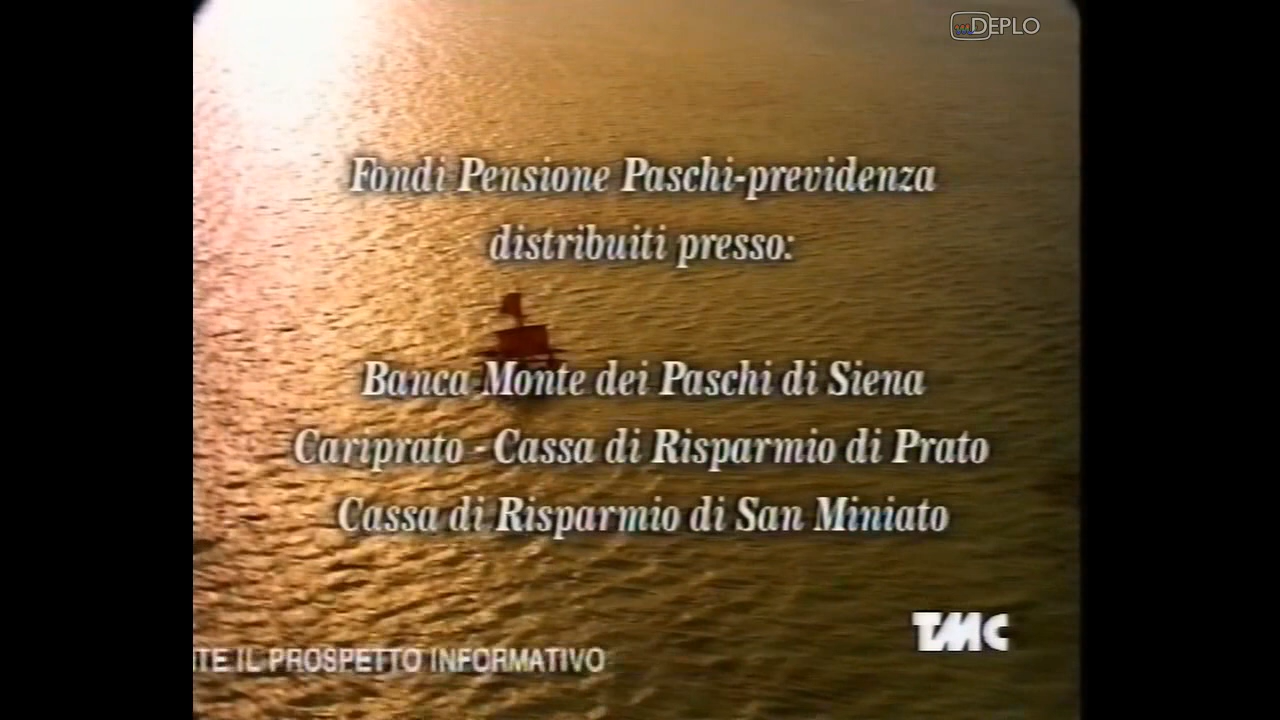 DEPLO
Fondi Pensione Paschi-previdenza
distribuiti presso:
Banca Monte dei Paschi di Siena
Cariprato - Cassa di Risparmio di Prato
Cassa di Risparmio di San Miniato
TMC
TE IL PROSPETTO INFORMATIVO